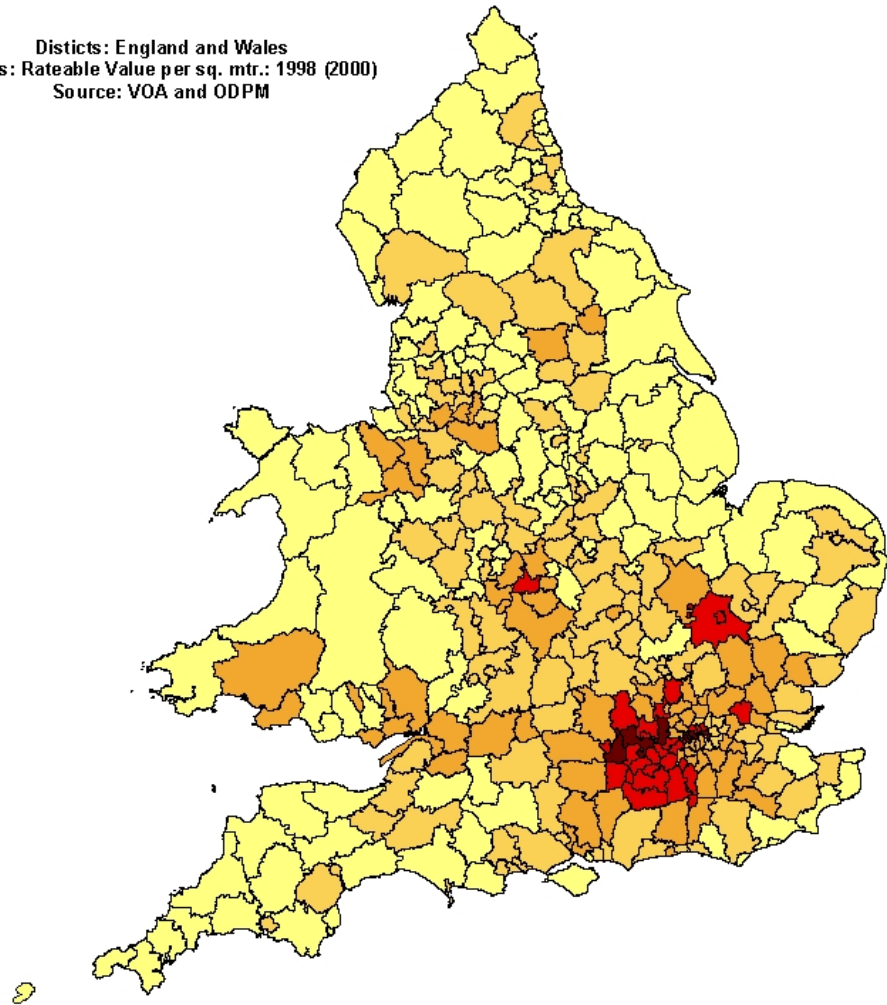 Disticts: England and Wales
s: Rateable Value per sq. mtr.: 1998 (2000)
Source: VOA and ODPM